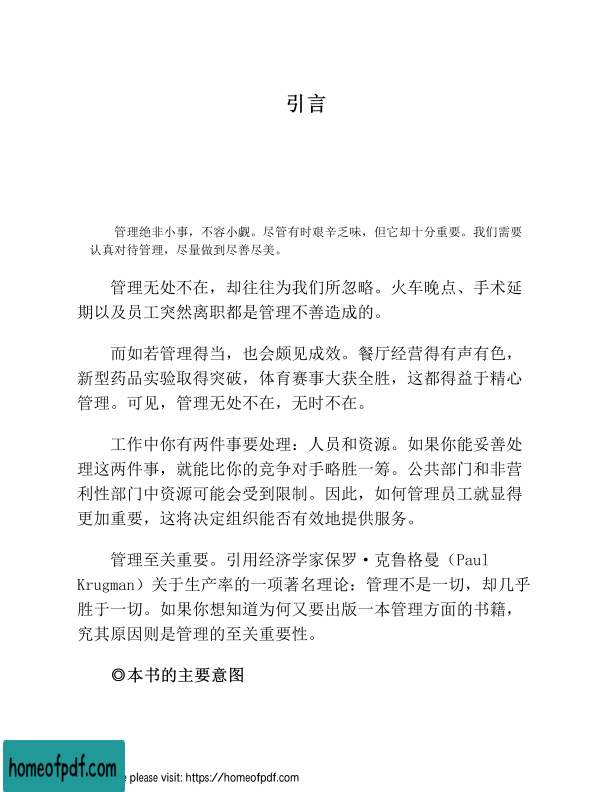 引言
管理绝非小事，不容小觑。尽管有时艰辛乏味，但它却十分重要。我们需要
认真对待管理，尽量做到尽善尽美。
管理无处不在，却往往为我们所忽略。火车晚点、手术延
期以及员工突然离职都是管理不善造成的。
而如若管理得当，也会颇见成效。餐厅经营得有声有色，
新型药品实验取得突破，体育赛事大获全胜，这都得益于精心
管理。可见，管理无处不在，无时不在。
工作中你有两件事要处理：人员和资源。如果你能妥善处
理这两件事，就能比你的竞争对手略胜一筹。公共部门和非营
利性部门中资源可能会受到限制。因此，如何管理员工就显得
更加重要，这将决定组织能否有效地提供服务。
管理至关重要。引用经济学家保罗·克鲁格曼（Paul
Krugman）关于生产率的一项著名理论：管理不是一切，却几乎
胜于一切。如果你想知道为何又要出版一本管理方面的书籍，
究其原因则是管理的至关重要性。
◎本书的主要意图
homeofpdf.com
e please visit: https://homeofpdf.com